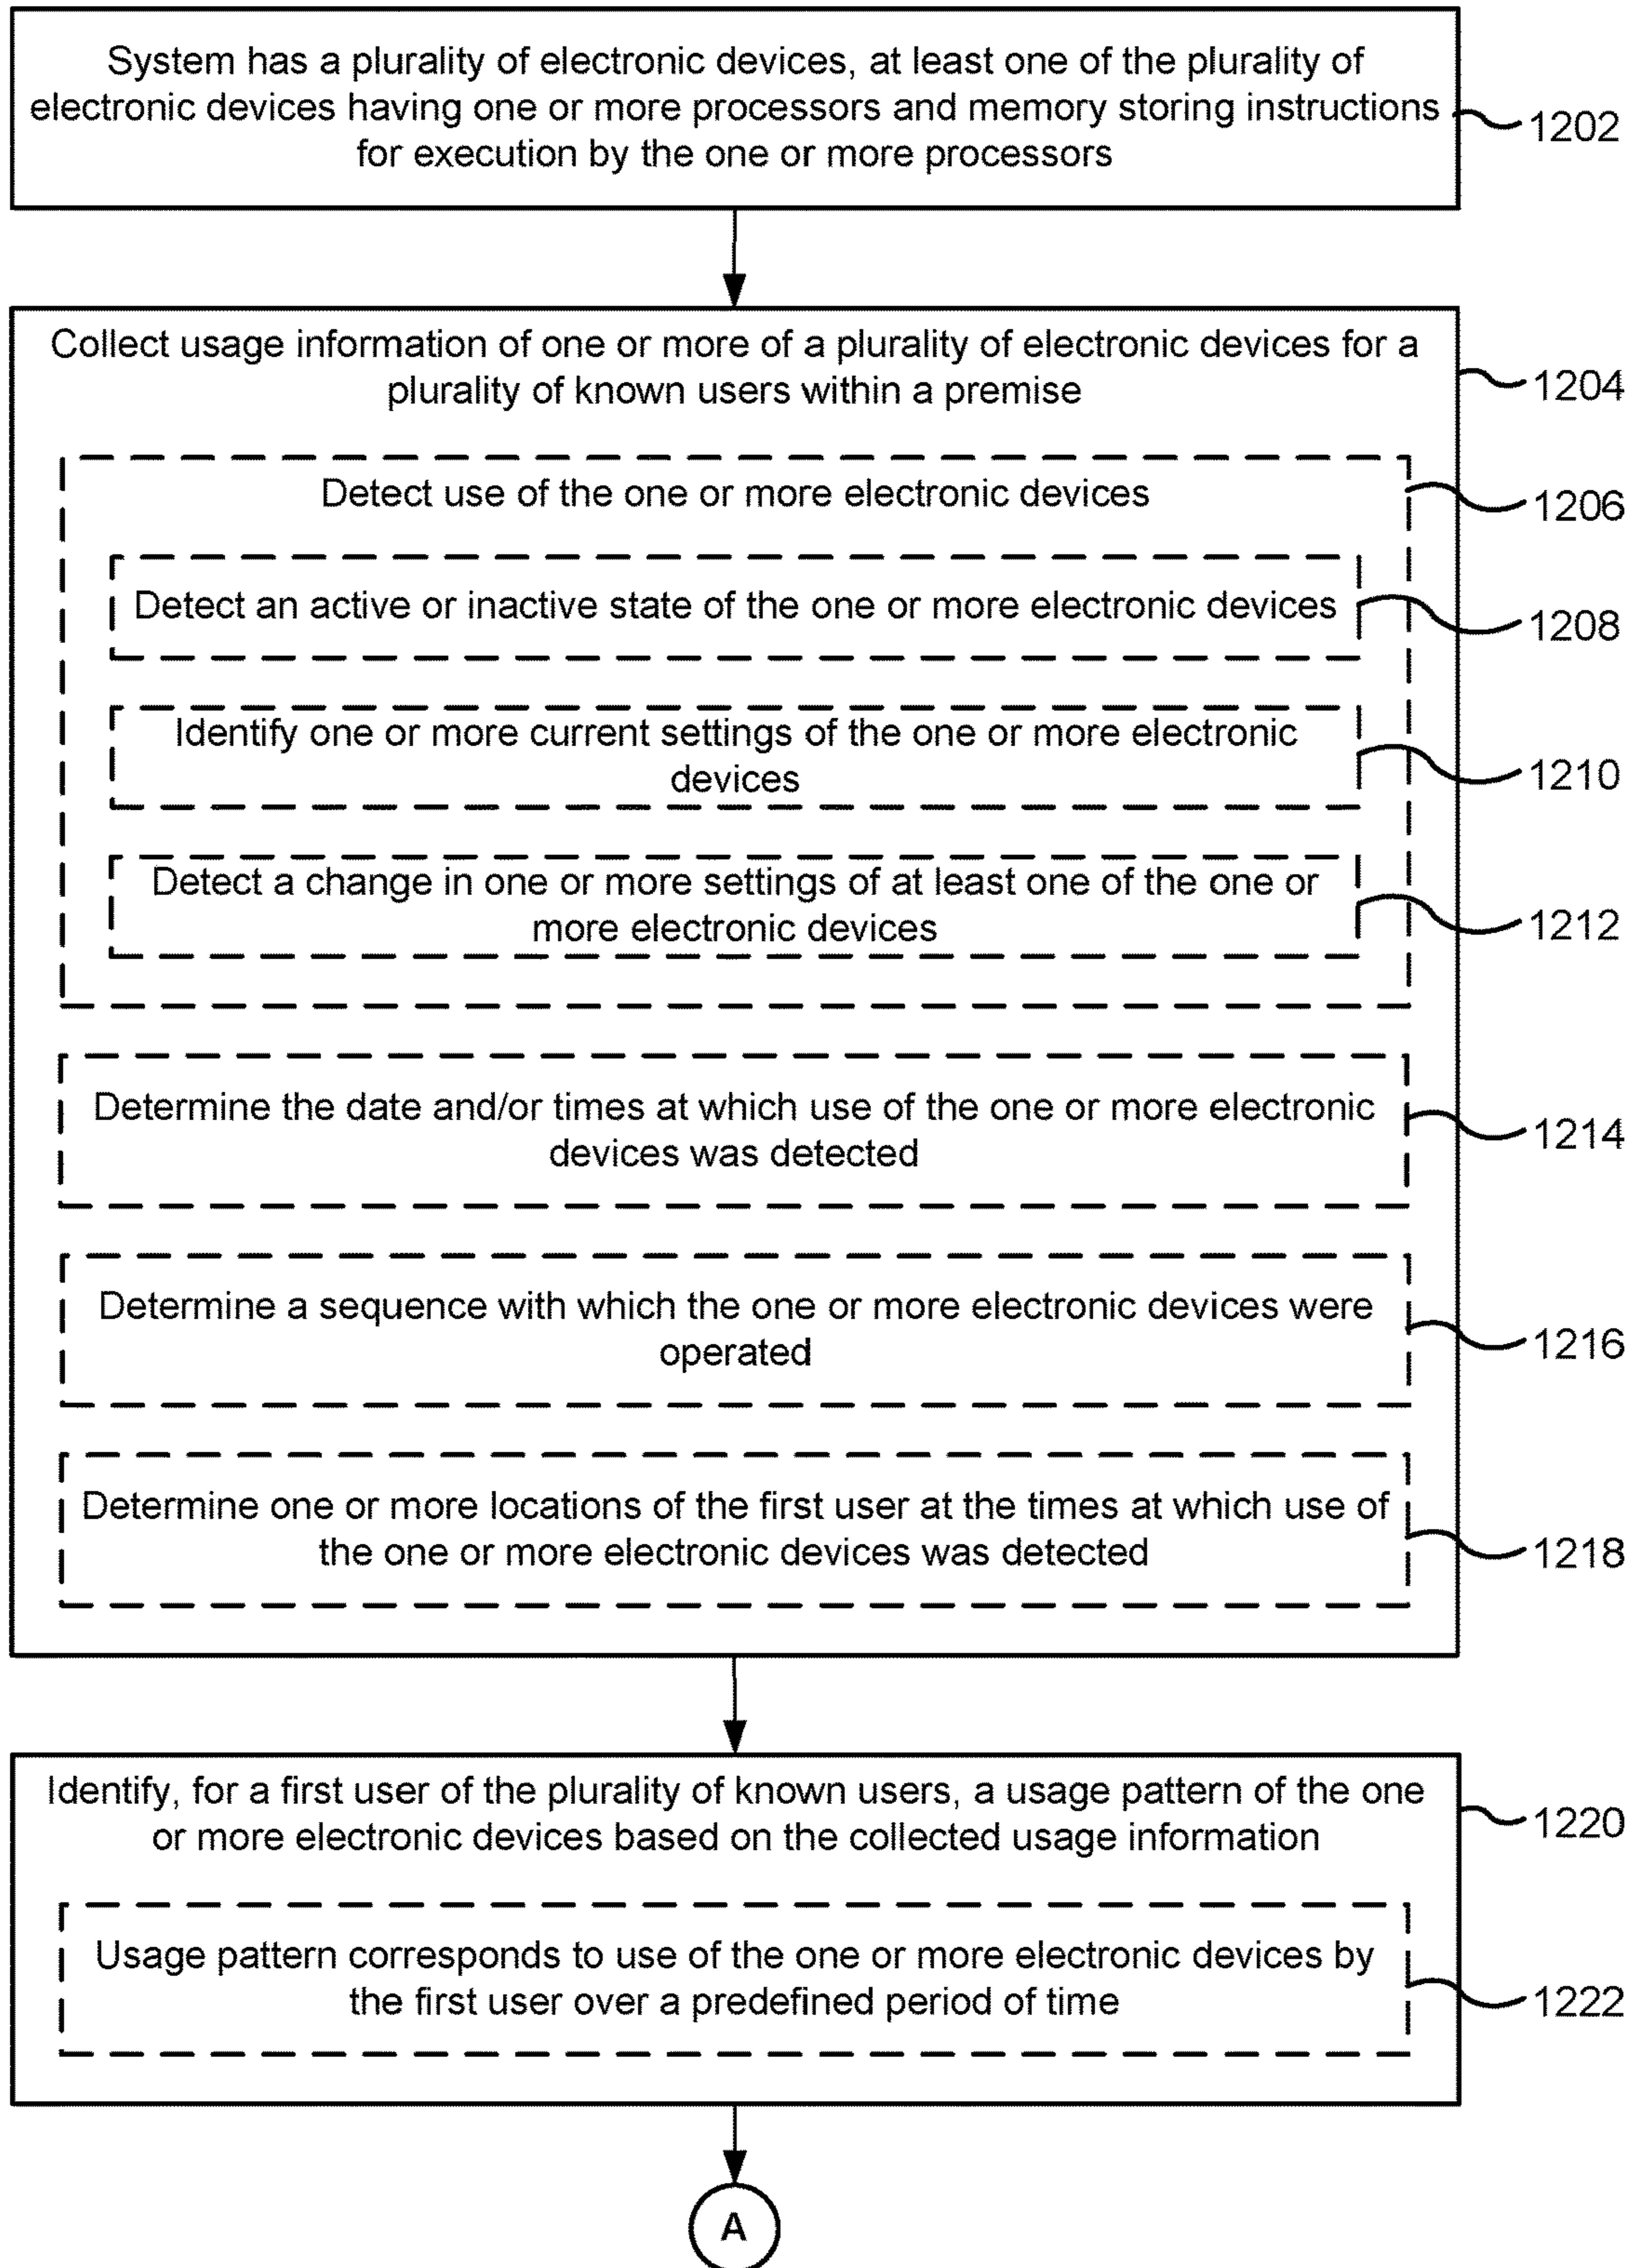 System has a plurality of electronic devices, at least one of the plurality of
electronic devices having one or more processors and memory storing instructions
for execution by the one or more processors
1202
Collect usage information of one or more of a plurality of electronic devices for a
plurality of known users within a premise
1204
Detect use of the one or more electronic devices
1206
Detect an active or inactive state of the one or more electronic devices
1208
Identify one or more current settings of the one or more electronic
devices
1210
Detect a change in one or more settings of at least one of the one or
more electronic devices
1212
Determine the date and/or times at which use of the one or more electronic
devices was detected
1214
Determine a sequence with which the one or more electronic devices were
operated
1216
Determine one or more locations of the first user at the times at which use of
the one or more electronic devices was detected
1218
Identify, for a first user of the plurality of known users, a usage pattern of the one
or more electronic devices based on the collected usage information
1220
Usage pattern corresponds to use of the one or more electronic devices by
the first user over a predefined period of time
1222
A